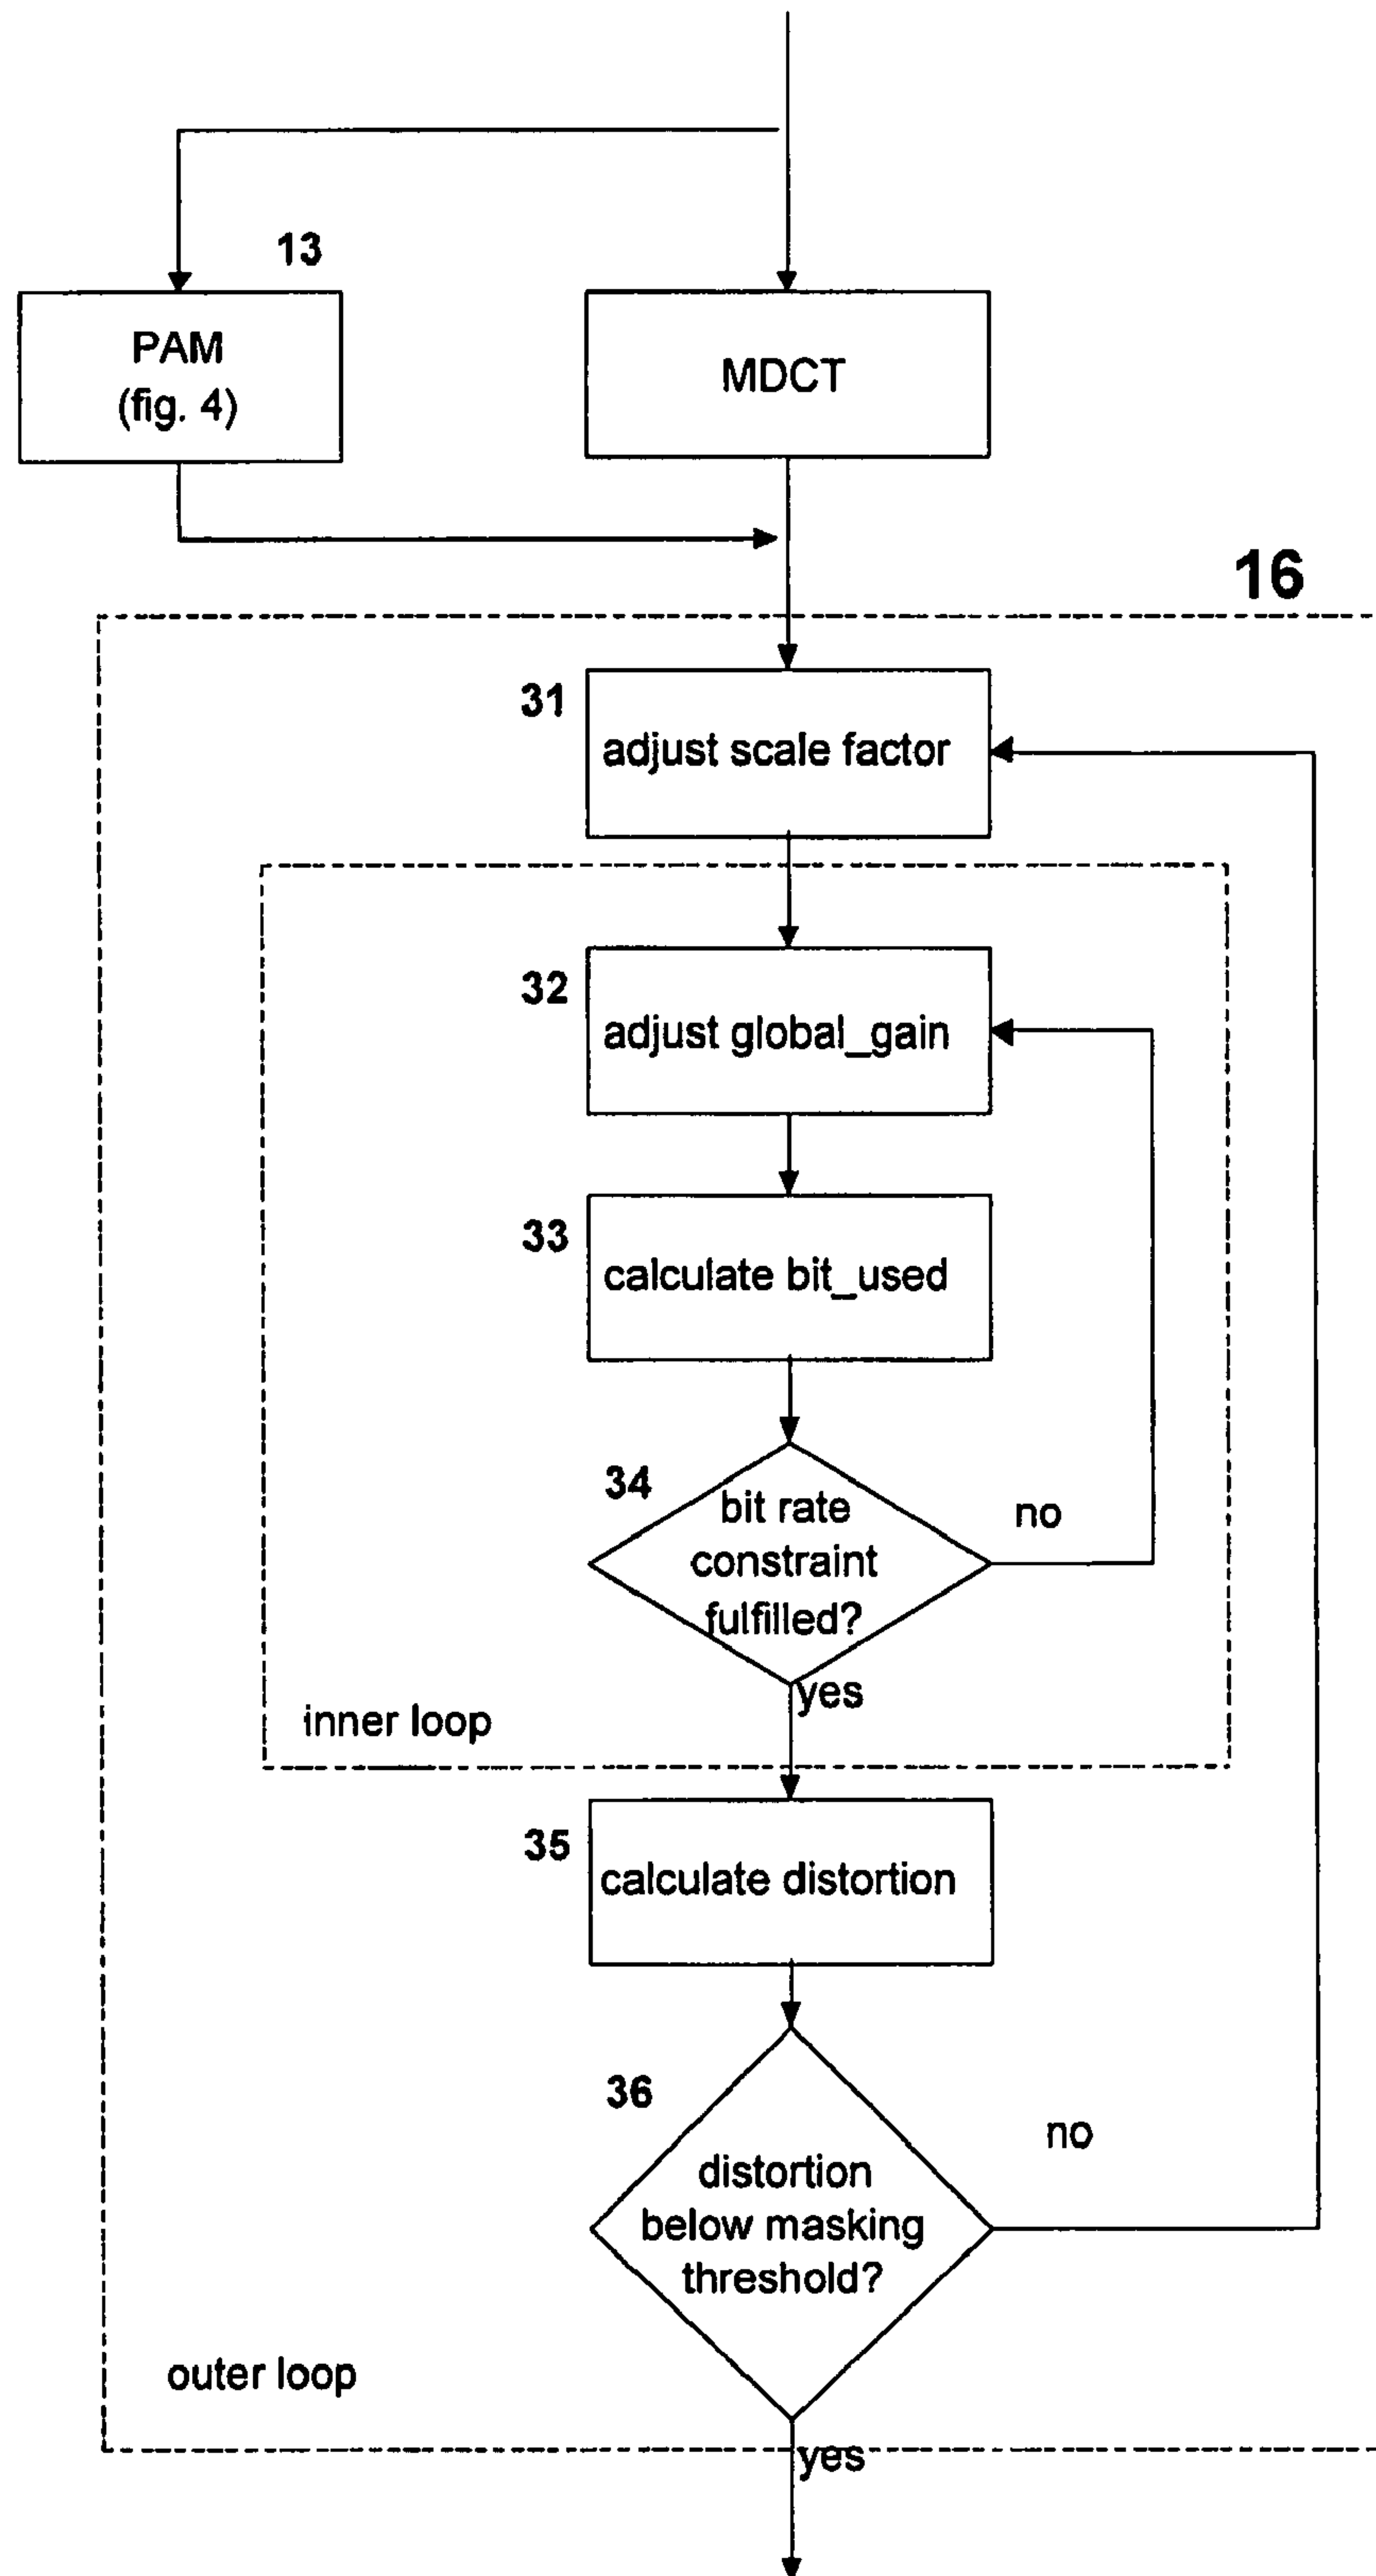 13
PAM
(fig. 4)
MDCT
16
31
adjust scale factor
32
adjust global_gain
33
calculate bit_used
34
bit rate
constraint
fulfilled?
no
yes
inner loop
35
calculate distortion
36
distortion
below masking
threshold?
no
outer loop
yes